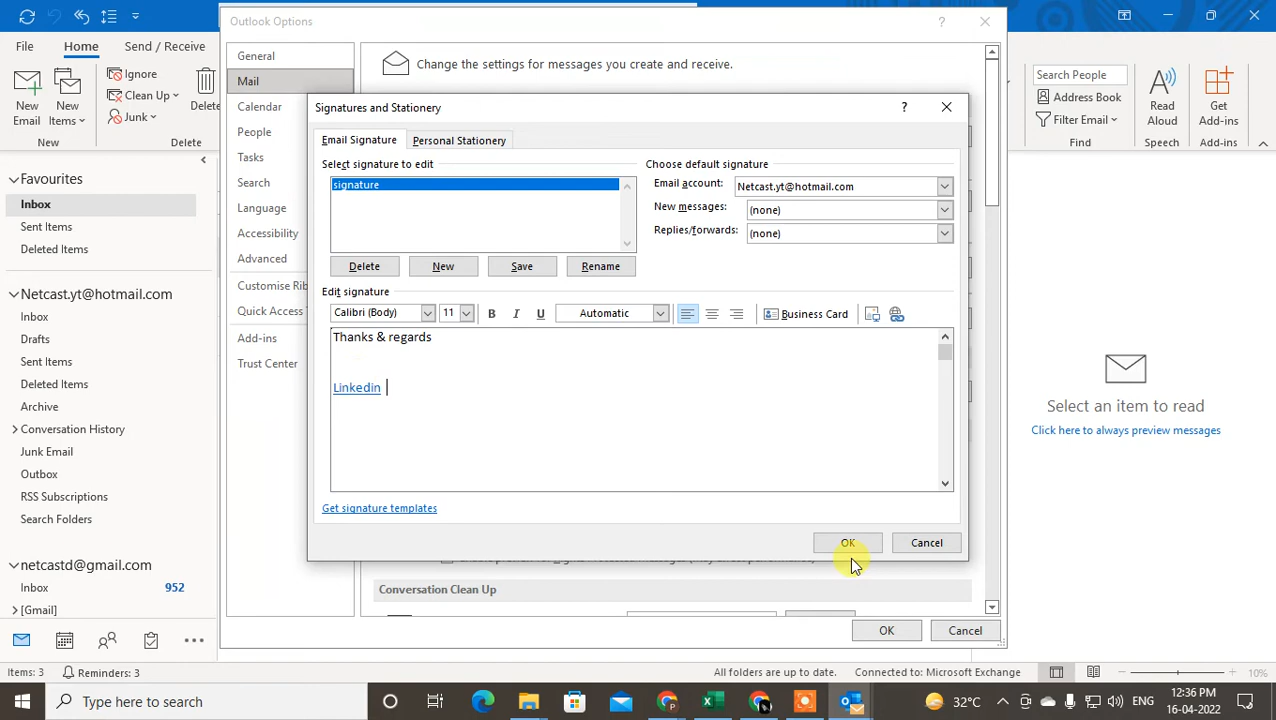 Outlook Options
?
File
Home
Send / Receive
New Email
New Items
Ignore
Clean Up
Junk
Delete
New
Delete
Search People
Address Book
Filter Email
Find
Read Aloud
Speech
Get Add-ins
Add-ins
General
Mail
Calendar
People
Tasks
Search
Language
Accessibility
Advanced
Customise Rib
Quick Access
Add-ins
Trust Center
Change the settings for messages you create and receive.
Signatures and Stationery
?
Email Signature
Personal Stationery
Select signature to edit
signature
Delete
New
Save
Rename
Choose default signature
Email account:
Netcast.yt@hotmail.com
New messages:
(none)
Replies/forwards:
(none)
Edit signature
Calibri (Body)
11
B
I
U
Automatic
Business Card
Thanks & regards
Linkedin
Get signature templates
OK
Cancel
Conversation Clean Up
OK
Cancel
Favourites
Inbox
Sent Items
Deleted Items
Netcast.yt@hotmail.com
Inbox
Drafts
Sent Items
Deleted Items
Archive
Conversation History
Junk Email
Outbox
RSS Subscriptions
Search Folders
netcastd@gmail.com
Inbox 952
[Gmail]
Select an item to read
Click here to always preview messages
Items: 3
Reminders: 3
All folders are up to date.
Connected to: Microsoft Exchange
10%
Type here to search
32°C
ENG
12:36 PM
16-04-2022